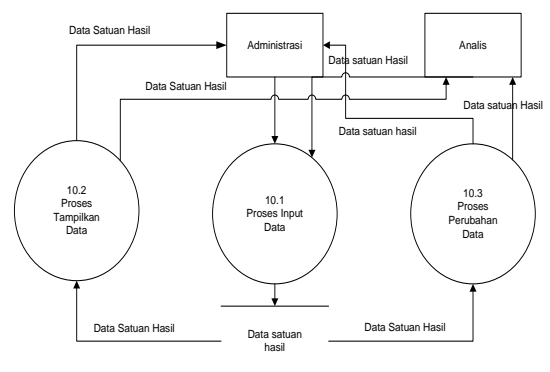 Data Satuan Hasil
Administrasi
Analis
Data satuan Hasil
Data Satuan Hasil
Data satuan Hasil
Data satuan hasil
10.2
Proses
Tampilkan
Data
10.1
Proses Input
Data
10.3
Proses
Perubahan
Data
Data Satuan Hasil
Data satuan
hasil
Data Satuan Hasil